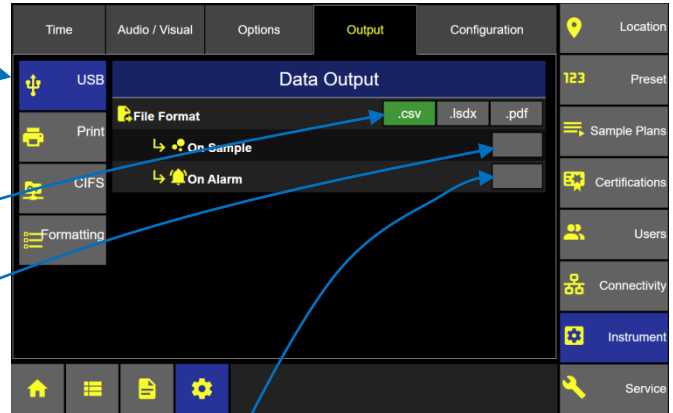 Time
Audio / Visual
Options
Output
Configuration
USB
Print
CIFS
Formatting
Data Output
File Format
.csv
.lsdx
.pdf
On Sample
On Alarm
Location
123
Preset
Sample Plans
Certifications
Users
Connectivity
Instrument
Service